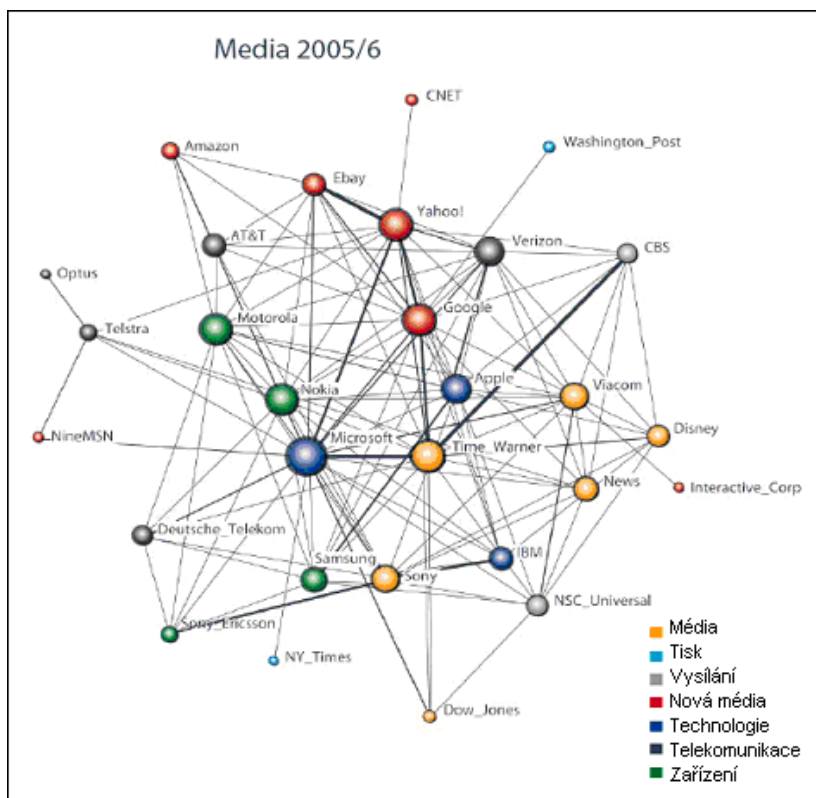 Media 2005/6
CNET
Amazon
Washington_Post
Ebay
Yahoo!
AT&T
Verizon
CBS
Optus
Google
Motorola
Telstra
Apple
Viacom
Nokia
Disney
NineMSN
Microsoft
Time_Warner
News
Interactive_Corp
Deutsche_Telekom
IBM
Samsung
Sony
NSC_Universal
Sony_Ericsson
NY_Times
Dow_Jones
Média
Tisk
Vysílání
Nová média
Technologie
Telekomunikace
Zařízení